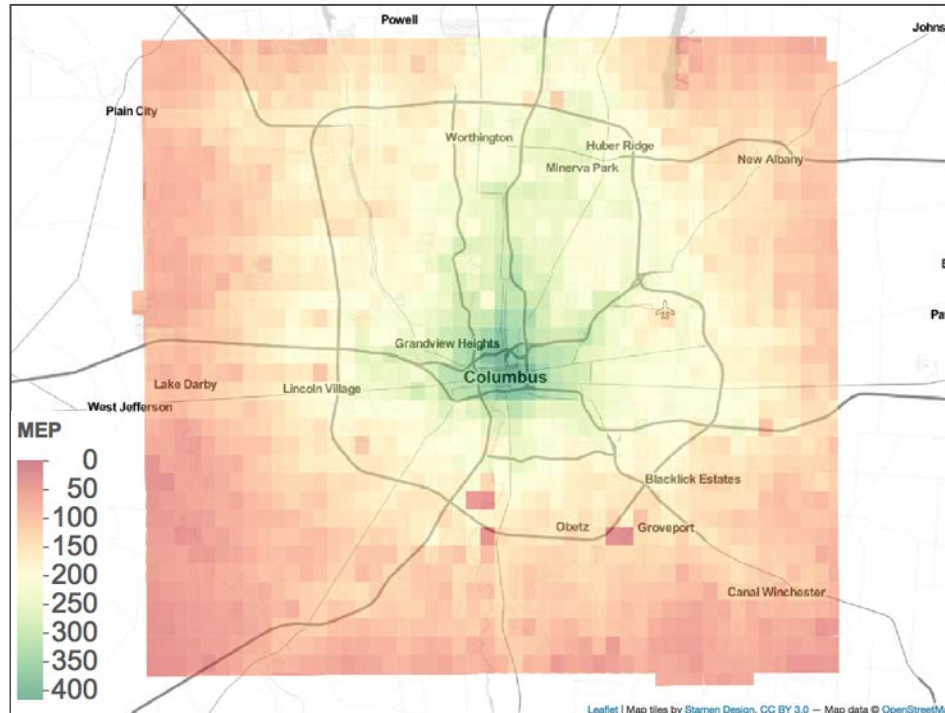 Powell
Johns
Plain City
Worthington
Huber Ridge
Minerva Park
New Albany
Grandview Heights
Columbus
Pa
Lake Darby
Lincoln Village
West Jefferson
MEP
0
50
100
150
200
250
300
350
400
Blacklick Estates
Obetz
Groveport
Canal Winchester
Leaflet | Map tiles by Stamen Design, CC BY 3.0 — Map data © OpenStreetMa